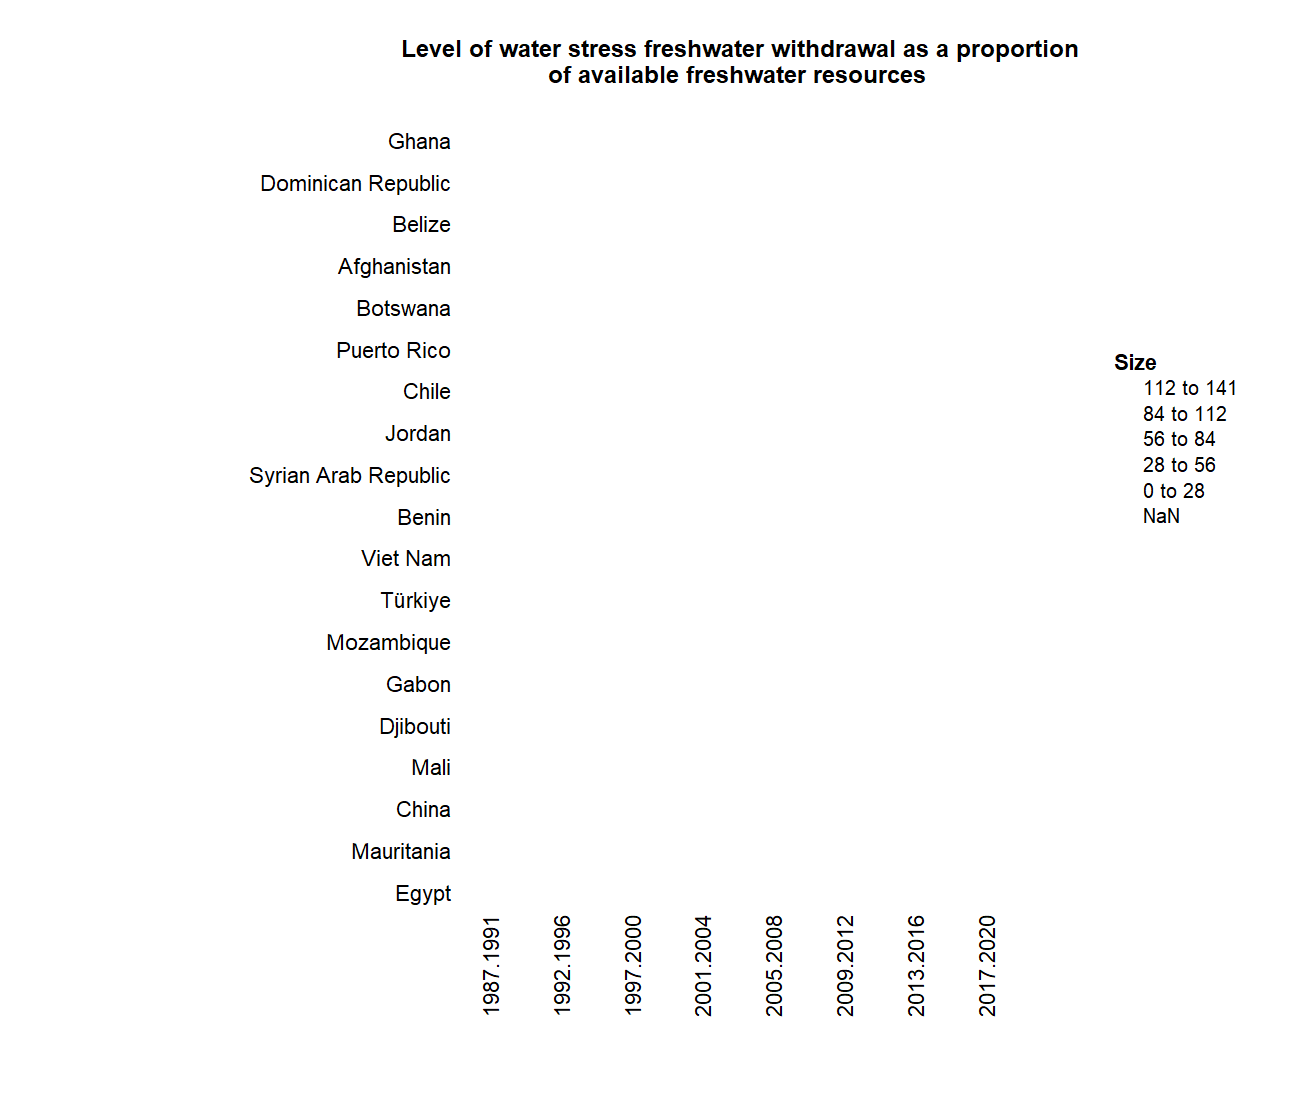 Level of water stress freshwater withdrawal as a proportion
of available freshwater resources
Ghana
Dominican Republic
Belize
Afghanistan
Botswana
Puerto Rico
Chile
Jordan
Syrian Arab Republic
Benin
Viet Nam
Türkiye
Mozambique
Gabon
Djibouti
Mali
China
Mauritania
Egypt
1987.1991
1992.1996
1997.2000
2001.2004
2005.2008
2009.2012
2013.2016
2017.2020
Size
112 to 141
84 to 112
56 to 84
28 to 56
0 to 28
NaN